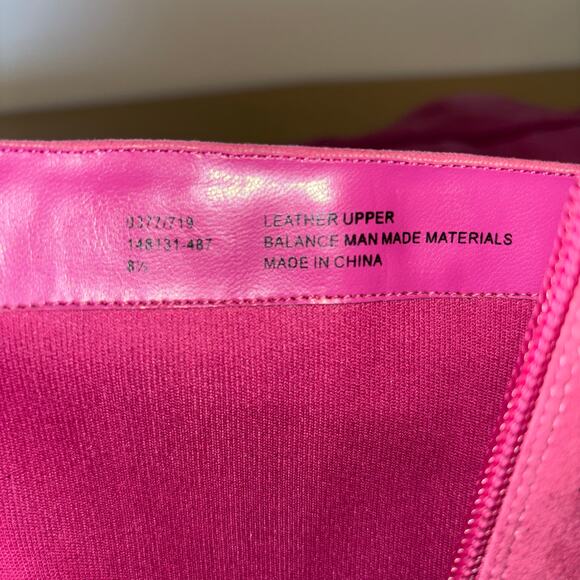 0377/719 LEATHER UPPER
148131-487 BALANCE MAN MADE MATERIALS
8½ MADE IN CHINA